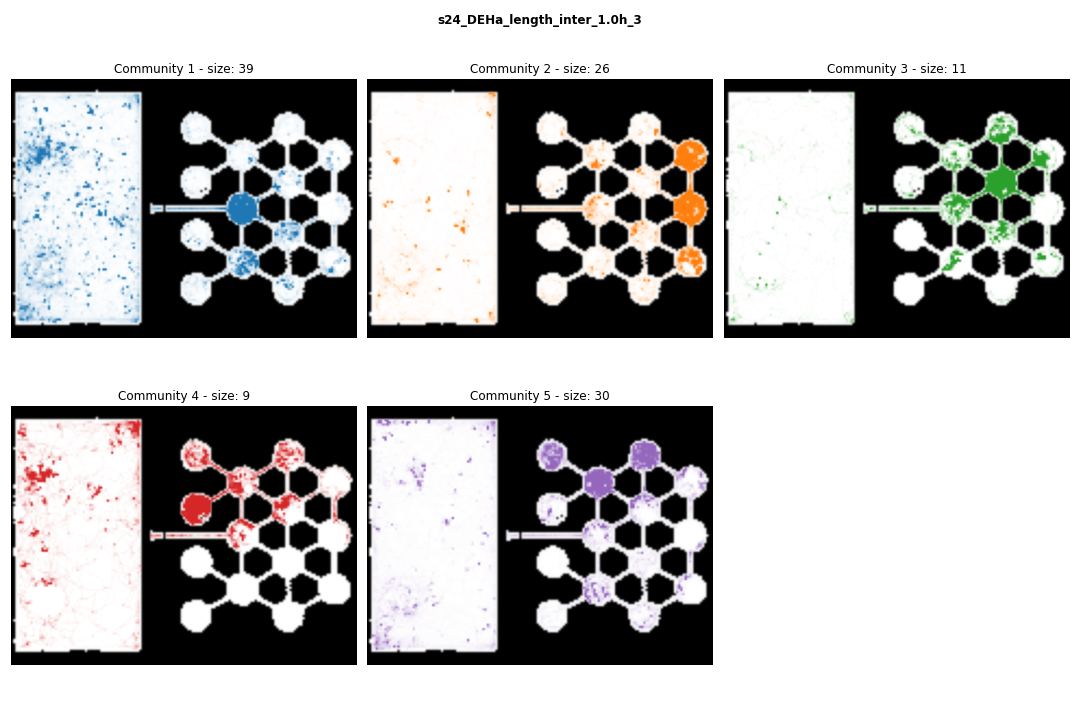 s24_DEHa_length_inter_1.0h_3
Community 1 - size: 39
Community 2 - size: 26
Community 3 - size: 11
Community 4 - size: 9
Community 5 - size: 30